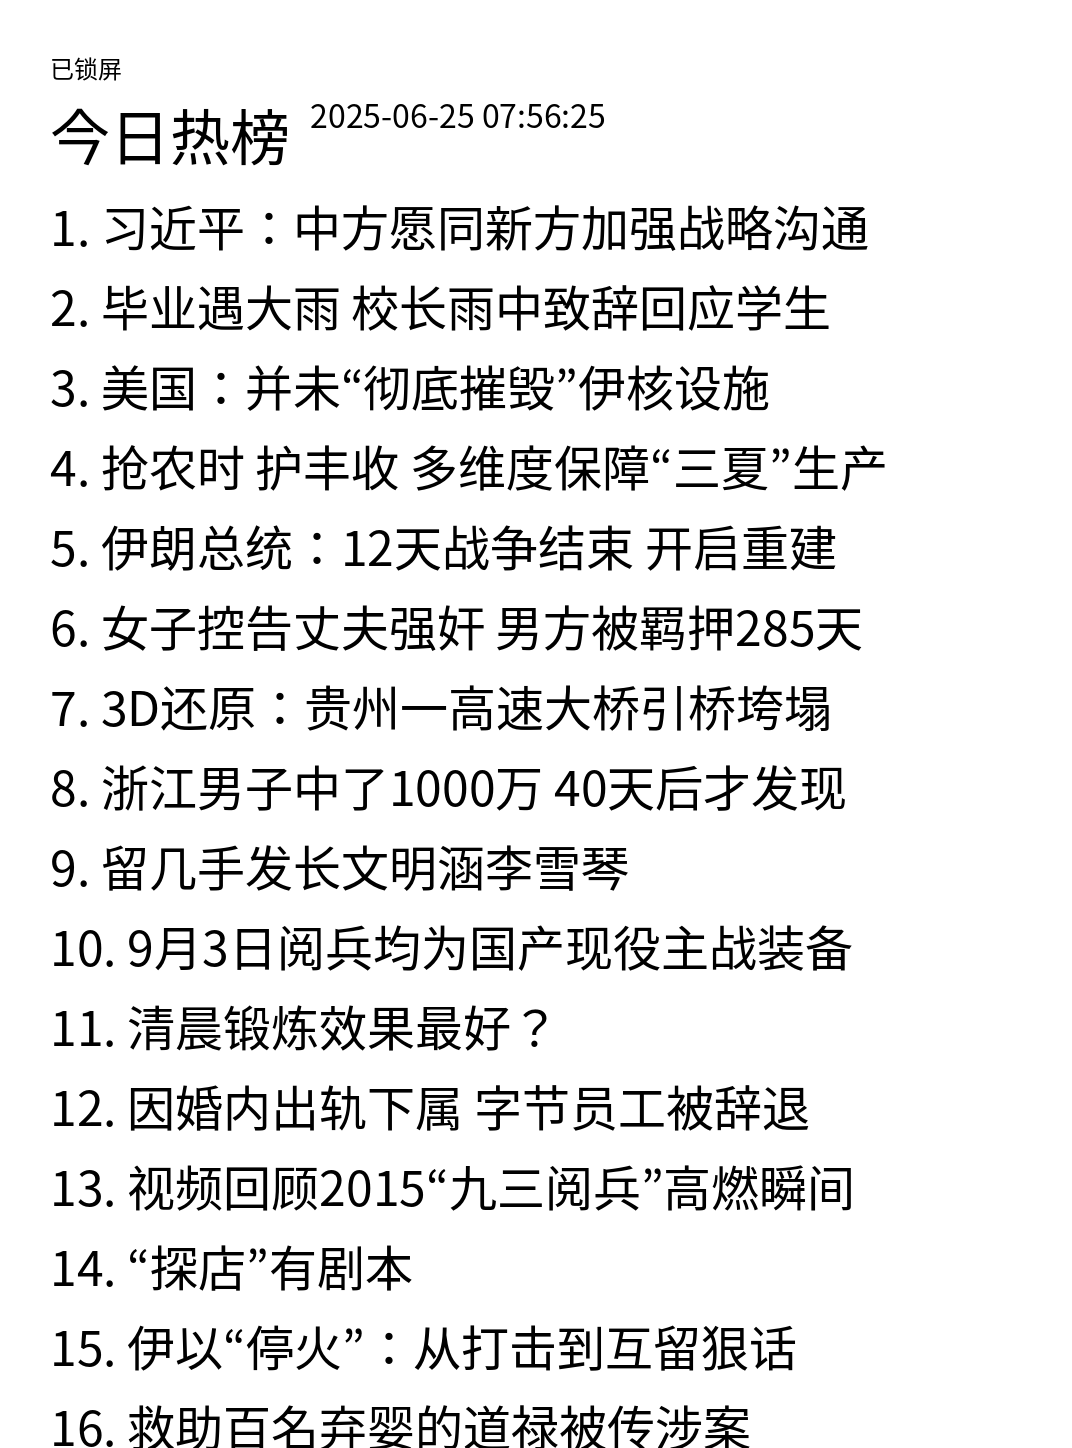 已锁屏
今日热榜 2025-06-25 07:56:25
1. 习近平：中方愿同新方加强战略沟通
2. 毕业遇大雨 校长雨中致辞回应学生
3. 美国：并未“彻底摧毁”伊核设施
4. 抢农时 护丰收 多维度保障“三夏”生产
5. 伊朗总统：12天战争结束 开启重建
6. 女子控告丈夫强奸 男方被羁押285天
7. 3D还原：贵州一高速大桥引桥垮塌
8. 浙江男子中了1000万 40天后才发现
9. 留几手发长文明涵李雪琴
10. 9月3日阅兵均为国产现役主战装备
11. 清晨锻炼效果最好？
12. 因婚内出轨下属 字节员工被辞退
13. 视频回顾2015“九三阅兵”高燃瞬间
14. “探店”有剧本
15. 伊以“停火”：从打击到互留狠话
16. 救助百名弃婴的道禄被传涉案